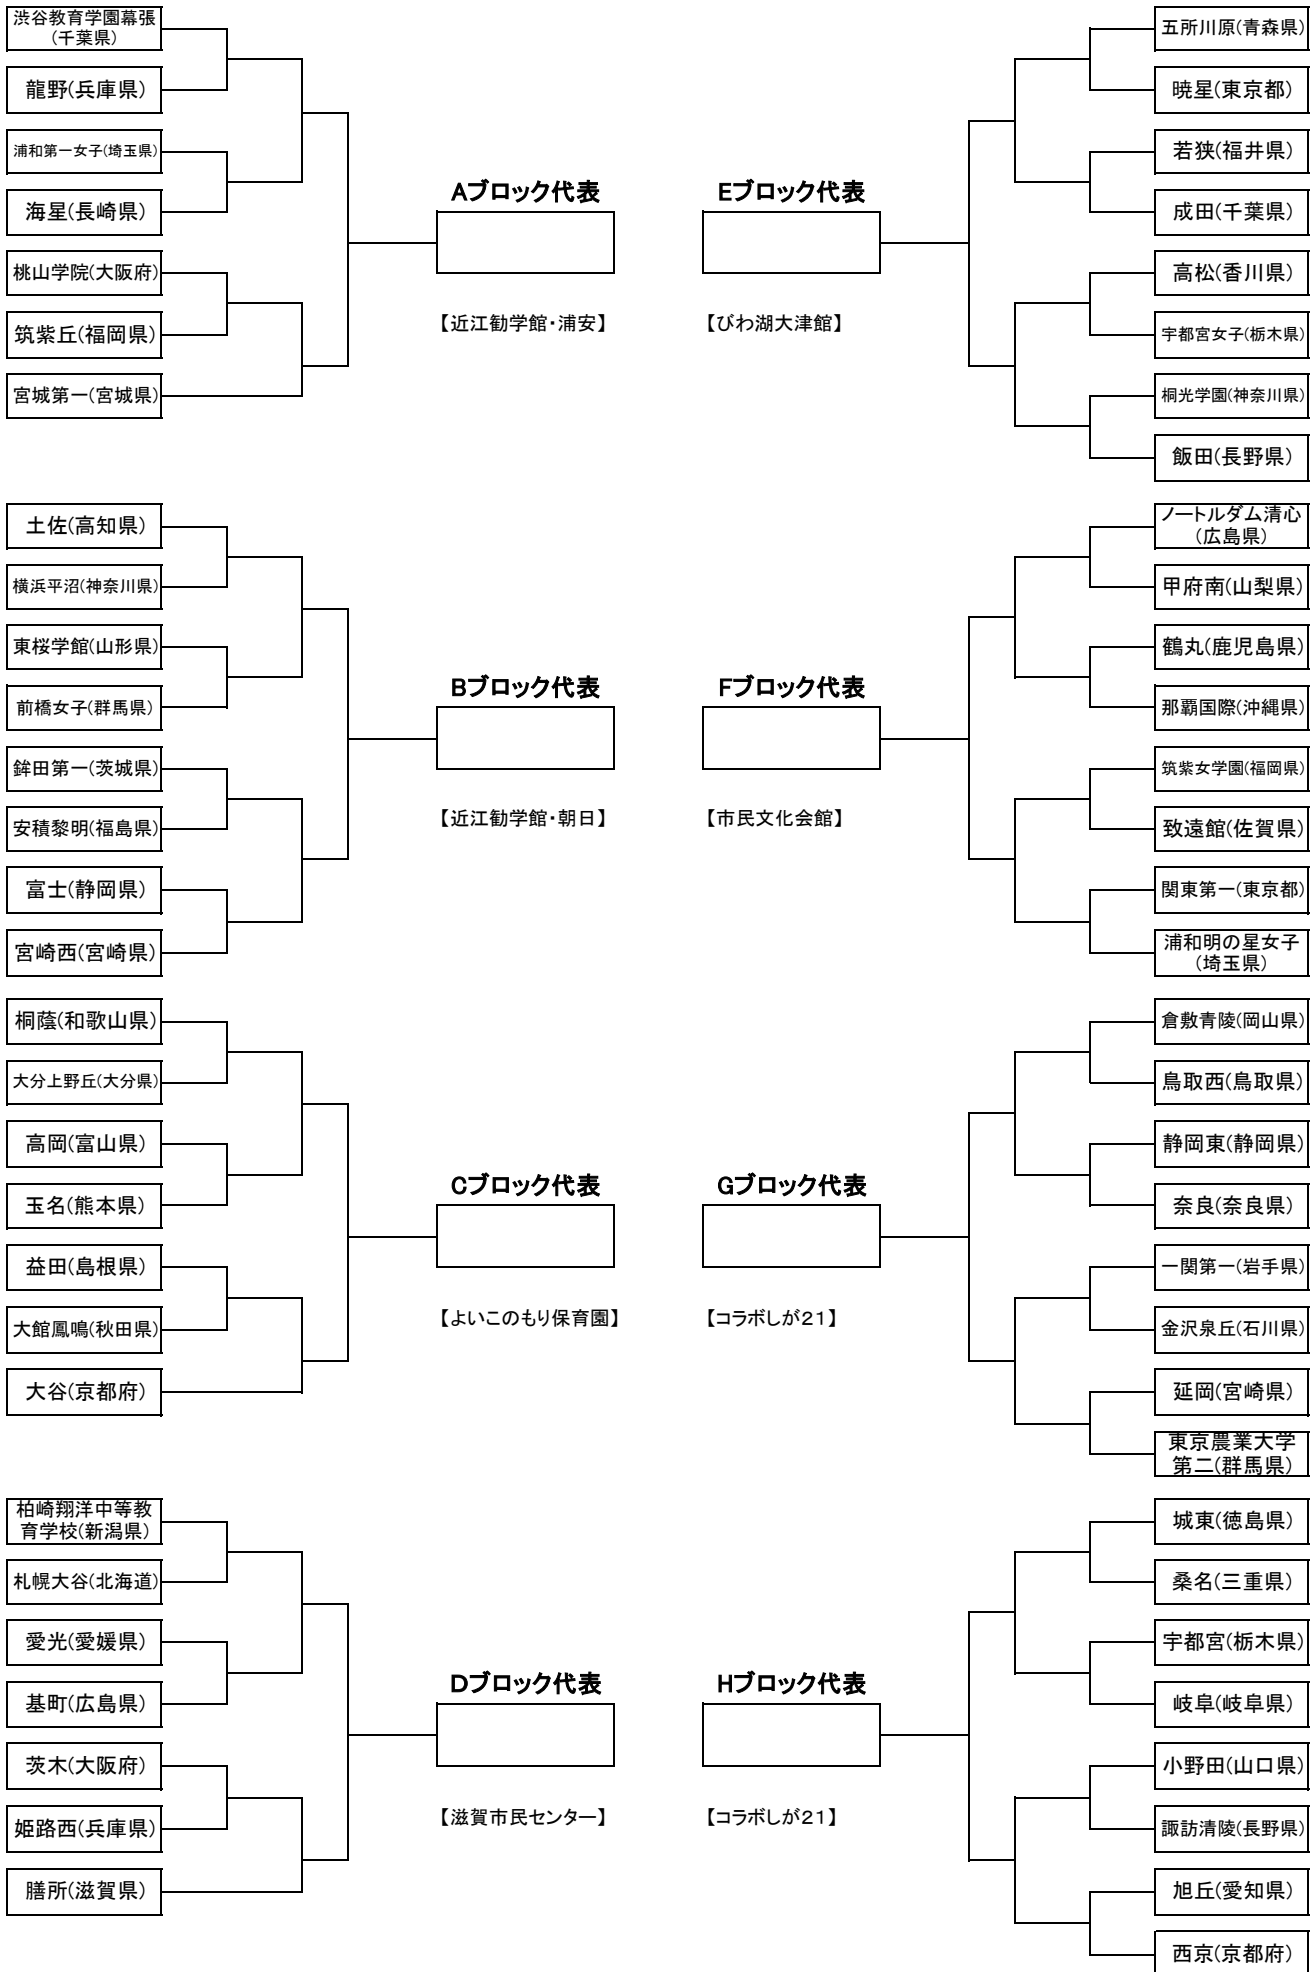 渋谷教育学園幕張
(千葉県)
龍野(兵庫県)
浦和第一女子(埼玉県)
海星(長崎県)
桃山学院(大阪府)
筑紫丘(福岡県)
宮城第一(宮城県)
Aブロック代表
【近江勧学館・浦安】
土佐(高知県)
横浜平沼(神奈川県)
東桜学館(山形県)
前橋女子(群馬県)
鉾田第一(茨城県)
安積黎明(福島県)
富士(静岡県)
宮崎西(宮崎県)
Bブロック代表
【近江勧学館・朝日】
桐蔭(和歌山県)
大分上野丘(大分県)
高岡(富山県)
玉名(熊本県)
益田(島根県)
大館鳳鳴(秋田県)
大谷(京都府)
Cブロック代表
【よいこのもり保育園】
柏崎翔洋中等教
育学校(新潟県)
札幌大谷(北海道)
愛光(愛媛県)
基町(広島県)
茨木(大阪府)
姫路西(兵庫県)
膳所(滋賀県)
Dブロック代表
【滋賀市民センター】
Eブロック代表
【びわ湖大津館】
五所川原(青森県)
暁星(東京都)
若狭(福井県)
成田(千葉県)
高松(香川県)
宇都宮女子(栃木県)
桐光学園(神奈川県)
飯田(長野県)
Fブロック代表
【市民文化会館】
ノートルダム清心
(広島県)
甲府南(山梨県)
鶴丸(鹿児島県)
那覇国際(沖縄県)
筑紫女学園(福岡県)
致遠館(佐賀県)
関東第一(東京都)
浦和明の星女子
(埼玉県)
Gブロック代表
【コラボしが21】
倉敷青陵(岡山県)
鳥取西(鳥取県)
静岡東(静岡県)
奈良(奈良県)
一関第一(岩手県)
金沢泉丘(石川県)
延岡(宮崎県)
東京農業大学
第二(群馬県)
Hブロック代表
【コラボしが21】
城東(徳島県)
桑名(三重県)
宇都宮(栃木県)
岐阜(岐阜県)
小野田(山口県)
諏訪清陵(長野県)
旭丘(愛知県)
西京(京都府)